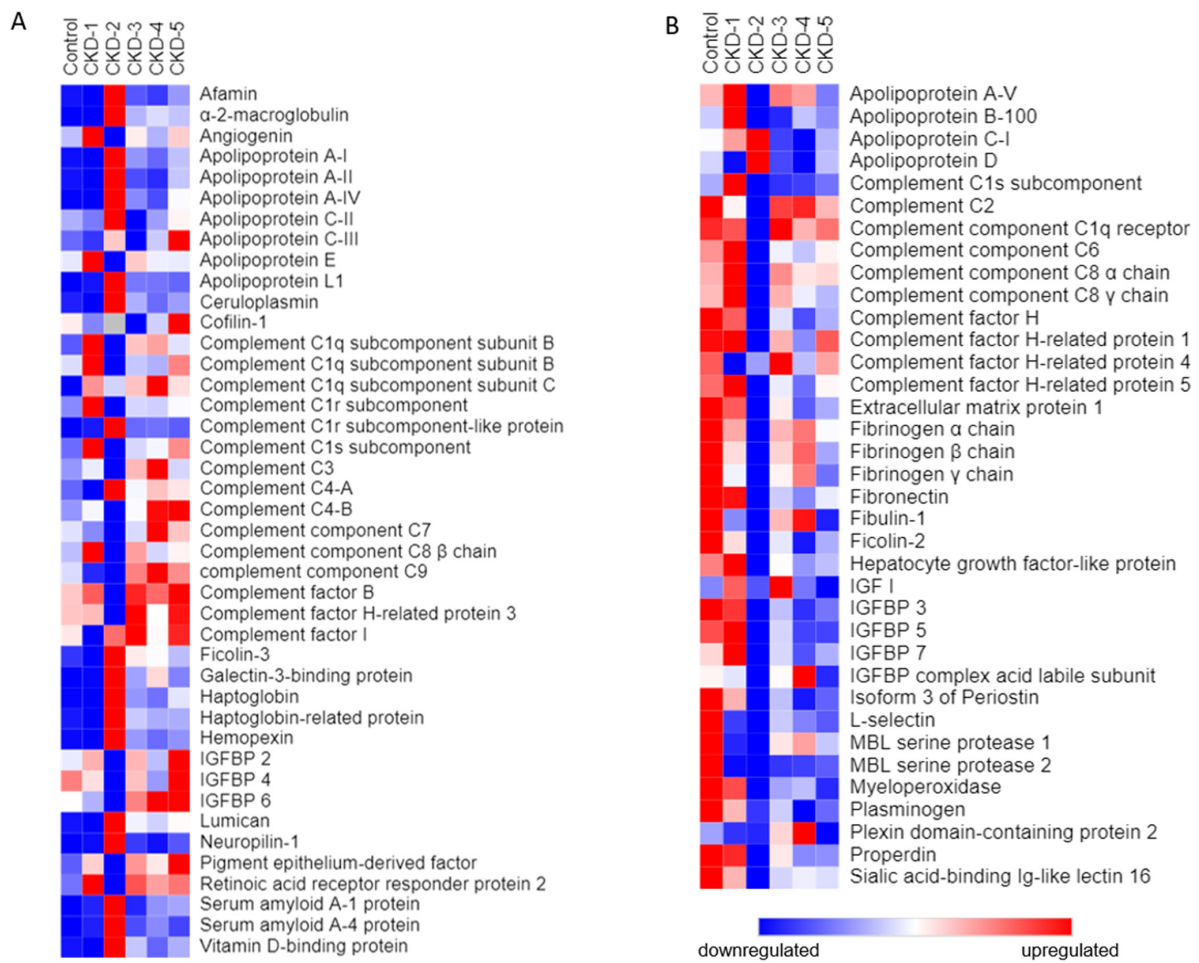 A
Control
CKD-1
CKD-2
CKD-3
CKD-4
CKD-5
Afamin
α-2-macroglobulin
Angiogenin
Apolipoprotein A-I
Apolipoprotein A-II
Apolipoprotein A-IV
Apolipoprotein C-II
Apolipoprotein C-III
Apolipoprotein E
Apolipoprotein L1
Ceruloplasmin
Cofilin-1
Complement C1q subcomponent subunit B
Complement C1q subcomponent subunit B
Complement C1q subcomponent subunit C
Complement C1r subcomponent
Complement C1r subcomponent-like protein
Complement C1s subcomponent
Complement C3
Complement C4-A
Complement C4-B
Complement component C7
Complement component C8 β chain
complement component C9
Complement factor B
Complement factor H-related protein 3
Complement factor I
Ficolin-3
Galectin-3-binding protein
Haptoglobin
Haptoglobin-related protein
Hemopexin
IGFBP 2
IGFBP 4
IGFBP 6
Lumican
Neuropilin-1
Pigment epithelium-derived factor
Retinoic acid receptor responder protein 2
Serum amyloid A-1 protein
Serum amyloid A-4 protein
Vitamin D-binding protein
B
Control
CKD-1
CKD-2
CKD-3
CKD-4
CKD-5
Apolipoprotein A-V
Apolipoprotein B-100
Apolipoprotein C-I
Apolipoprotein D
Complement C1s subcomponent
Complement C2
Complement component C1q receptor
Complement component C6
Complement component C8 α chain
Complement component C8 γ chain
Complement factor H
Complement factor H-related protein 1
Complement factor H-related protein 4
Complement factor H-related protein 5
Extracellular matrix protein 1
Fibrinogen α chain
Fibrinogen β chain
Fibrinogen γ chain
Fibronectin
Fibulin-1
Ficolin-2
Hepatocyte growth factor-like protein
IGF I
IGFBP 3
IGFBP 5
IGFBP 7
IGFBP complex acid labile subunit
Isoform 3 of Periostin
L-selectin
MBL serine protease 1
MBL serine protease 2
Myeloperoxidase
Plasminogen
Plexin domain-containing protein 2
Properdin
Sialic acid-binding Ig-like lectin 16
downregulated upregulated